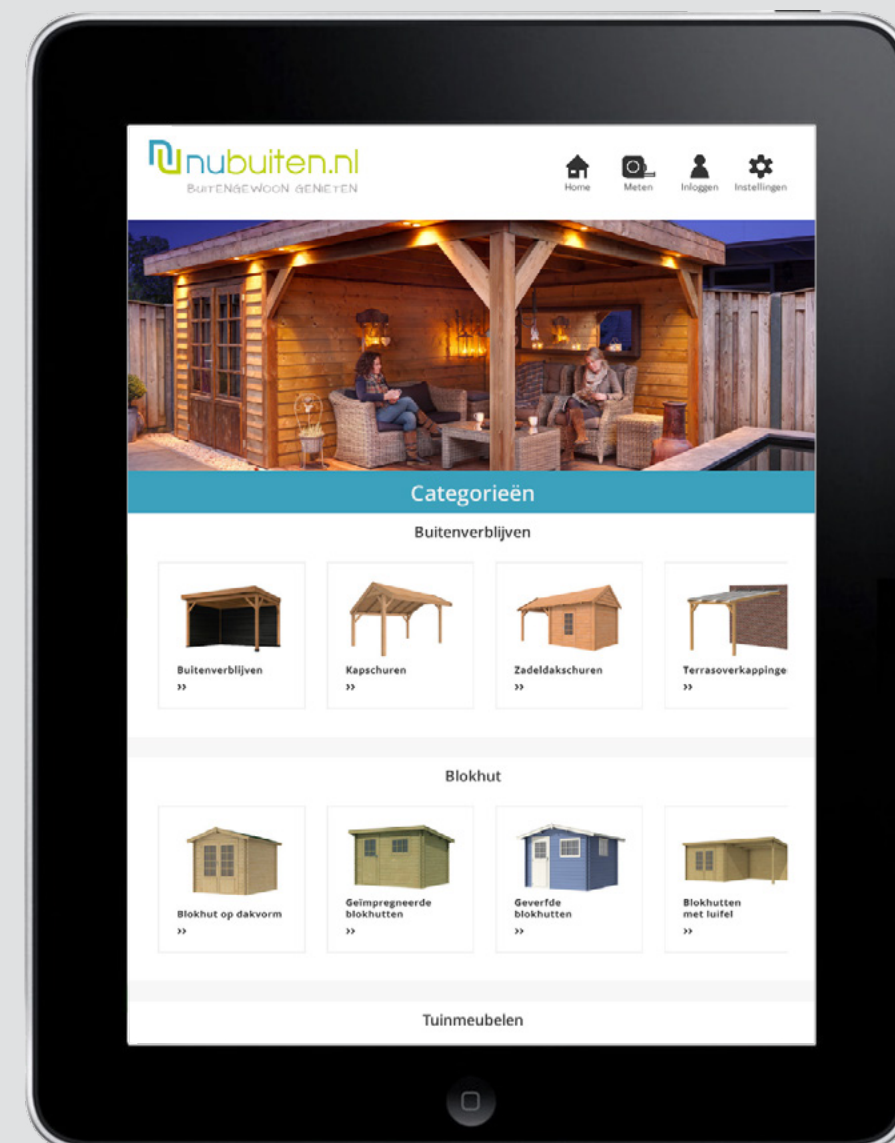 nubuiten.nl
BUITENGEWOON GENIETEN
Home Meten Inloggen Instellingen
Categorieën
Buitenverblijven
Buitenverblijven Kapschuren Zadeldakschuren Terrasoverkappinge
›› ›› ›› ››
Blokhut
Blokhut op dakvorm
››
Geïmpregneerde
blokhutten
››
Geverfde
blokhutten
››
Blokhutten
met luifel
››
Tuinmeubelen